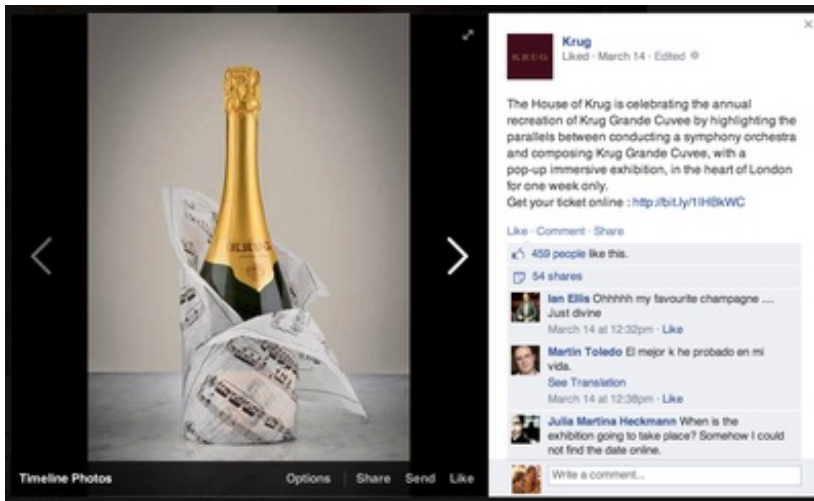 KRUG
Timeline Photos
Options
Share
Send
Like
KRUG
Krug
Liked · March 14 · Edited
The House of Krug is celebrating the annual
recreation of Krug Grande Cuvee by highlighting the
parallels between conducting a symphony orchestra
and composing Krug Grande Cuvee, with a
pop-up immersive exhibition, in the heart of London
for one week only.
Get your ticket online : http://bit.ly/1lHBkWC
Like · Comment · Share
459 people like this.
54 shares
Ian Ellis Ohhhhh my favourite champagne ....
Just divine
March 14 at 12:32pm · Like
Martin Toledo El mejor k he probado en mi
vida.
See Translation
March 14 at 12:38pm · Like
Julia Martina Heckmann When is the
exhibition going to take place? Somehow I could
not find the date online.
Write a comment...